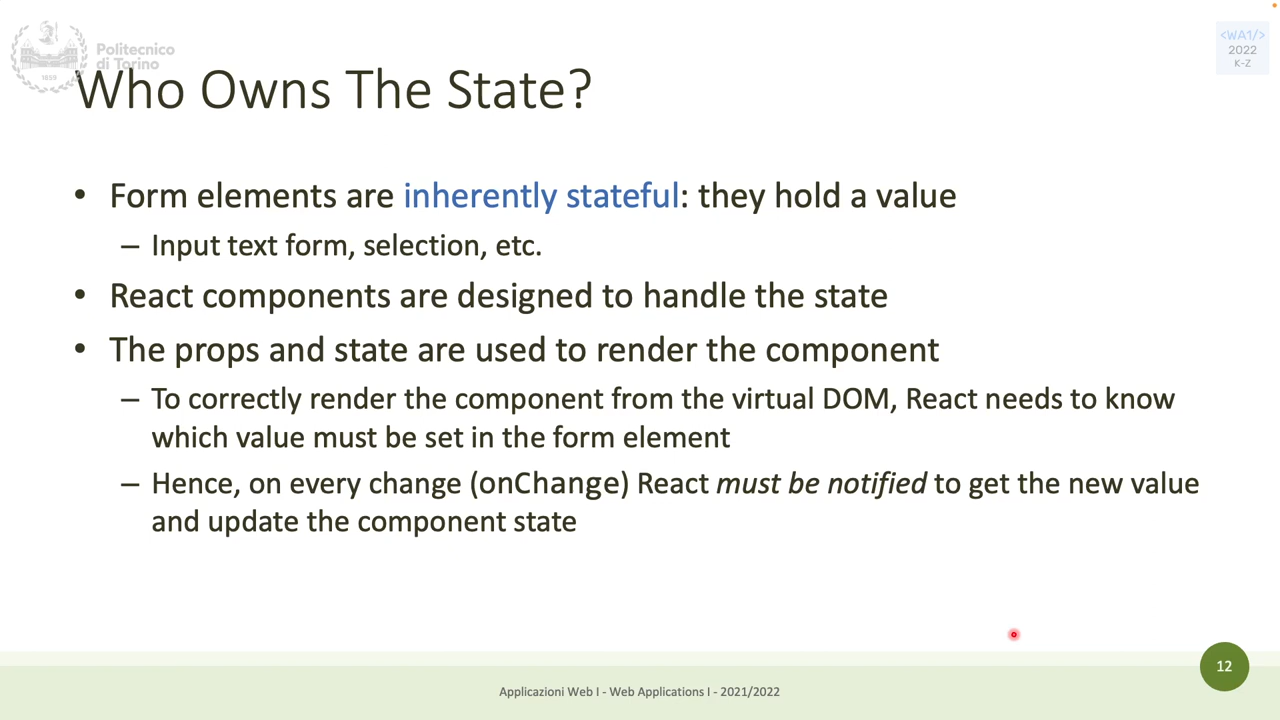 Politecnico
di Torino
1859
<WA1/>
2022
K-Z
Who Owns The State?
• Form elements are inherently stateful: they hold a value
– Input text form, selection, etc.
• React components are designed to handle the state
• The props and state are used to render the component
– To correctly render the component from the virtual DOM, React needs to know
which value must be set in the form element
– Hence, on every change (onChange) React must be notified to get the new value
and update the component state
12
Applicazioni Web I - Web Applications I - 2021/2022